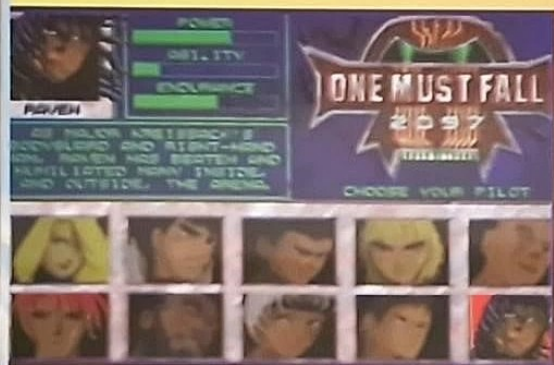 POWER
ABILITY
ENDURANCE
RAVEN
AS MAJOR KREISSACK'S
BODYGUARD AND RIGHT-HAND
MAN, RAVEN HAS BEATEN AND
HUMILIATED MANY INSIDE,
AND OUTSIDE, THE ARENA.
ONE MUST FALL
2097
CHOOSE YOUR PILOT